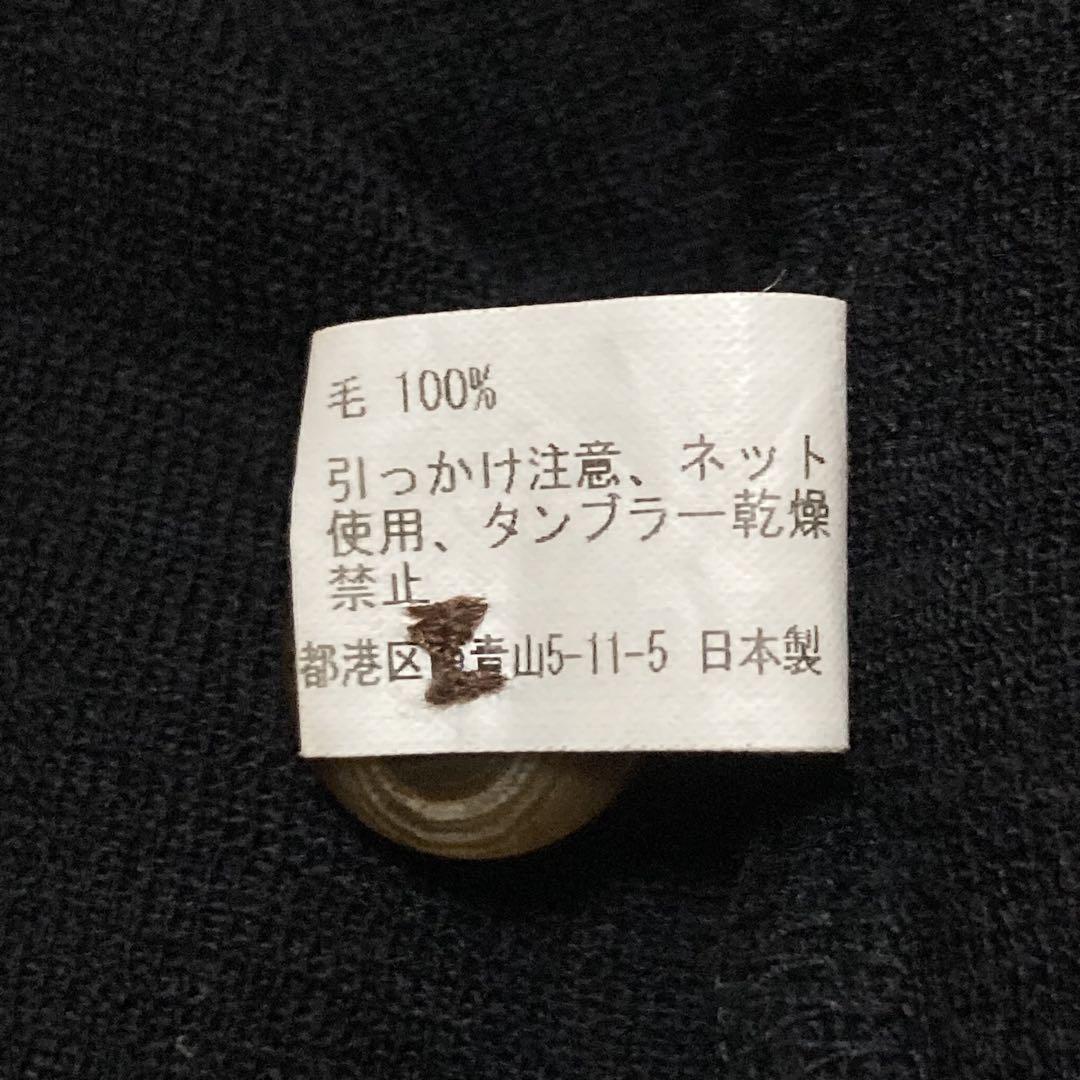 毛 100%
引っかけ注意、ネット
使用、タンブラー乾燥
禁止
都港区 青山5-11-5 日本製